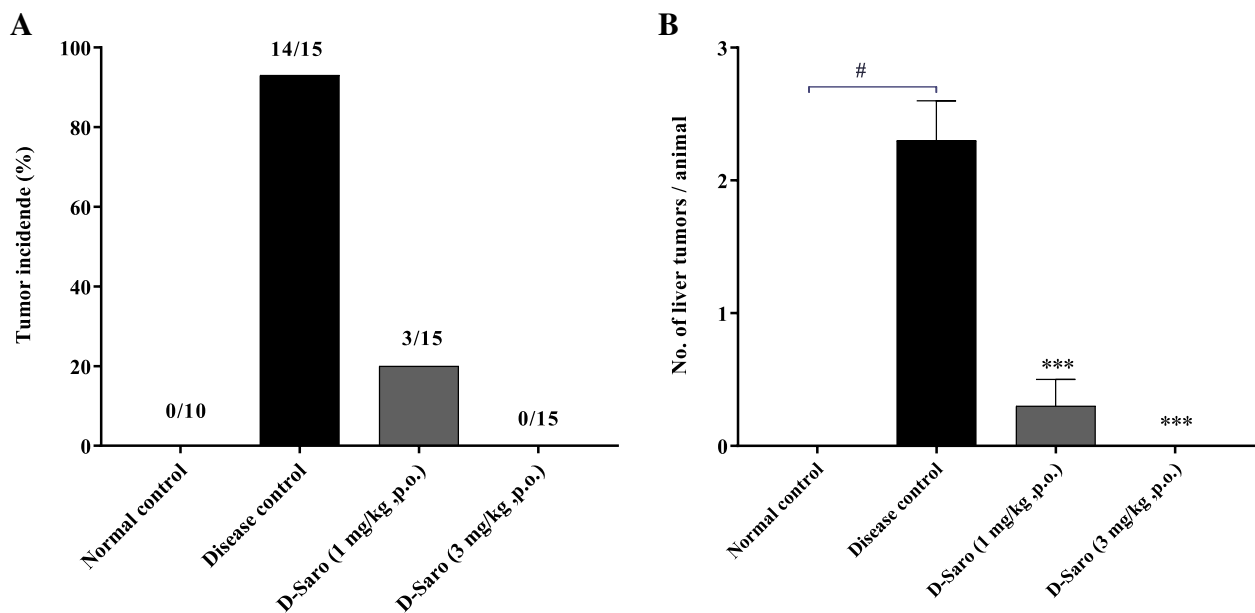 A
Tumor incidende (%)
100
80
60
40
20
0
0/10
14/15
3/15
0/15
Normal control
Disease control
D-Saro (1 mg/kg ,p.o.)
D-Saro (3 mg/kg ,p.o.)
B
No. of liver tumors / animal
3
2
1
0
#
***
***
Normal control
Disease control
D-Saro (1 mg/kg ,p.o.)
D-Saro (3 mg/kg ,p.o.)